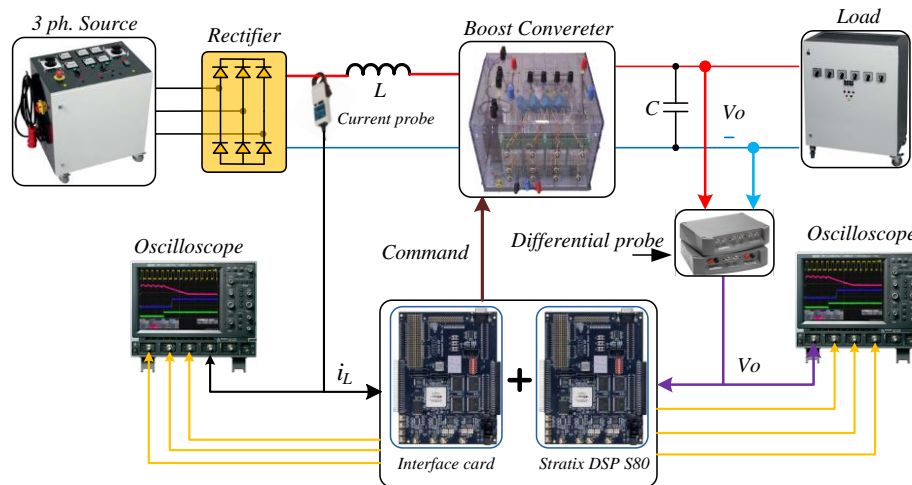 3 ph. Source
Rectifier
Boost Convereter
Load
L
Current probe
C
Vo
Oscilloscope
Command
Differential probe
Oscilloscope
i_L
Vo
Interface card
Stratix DSP S80